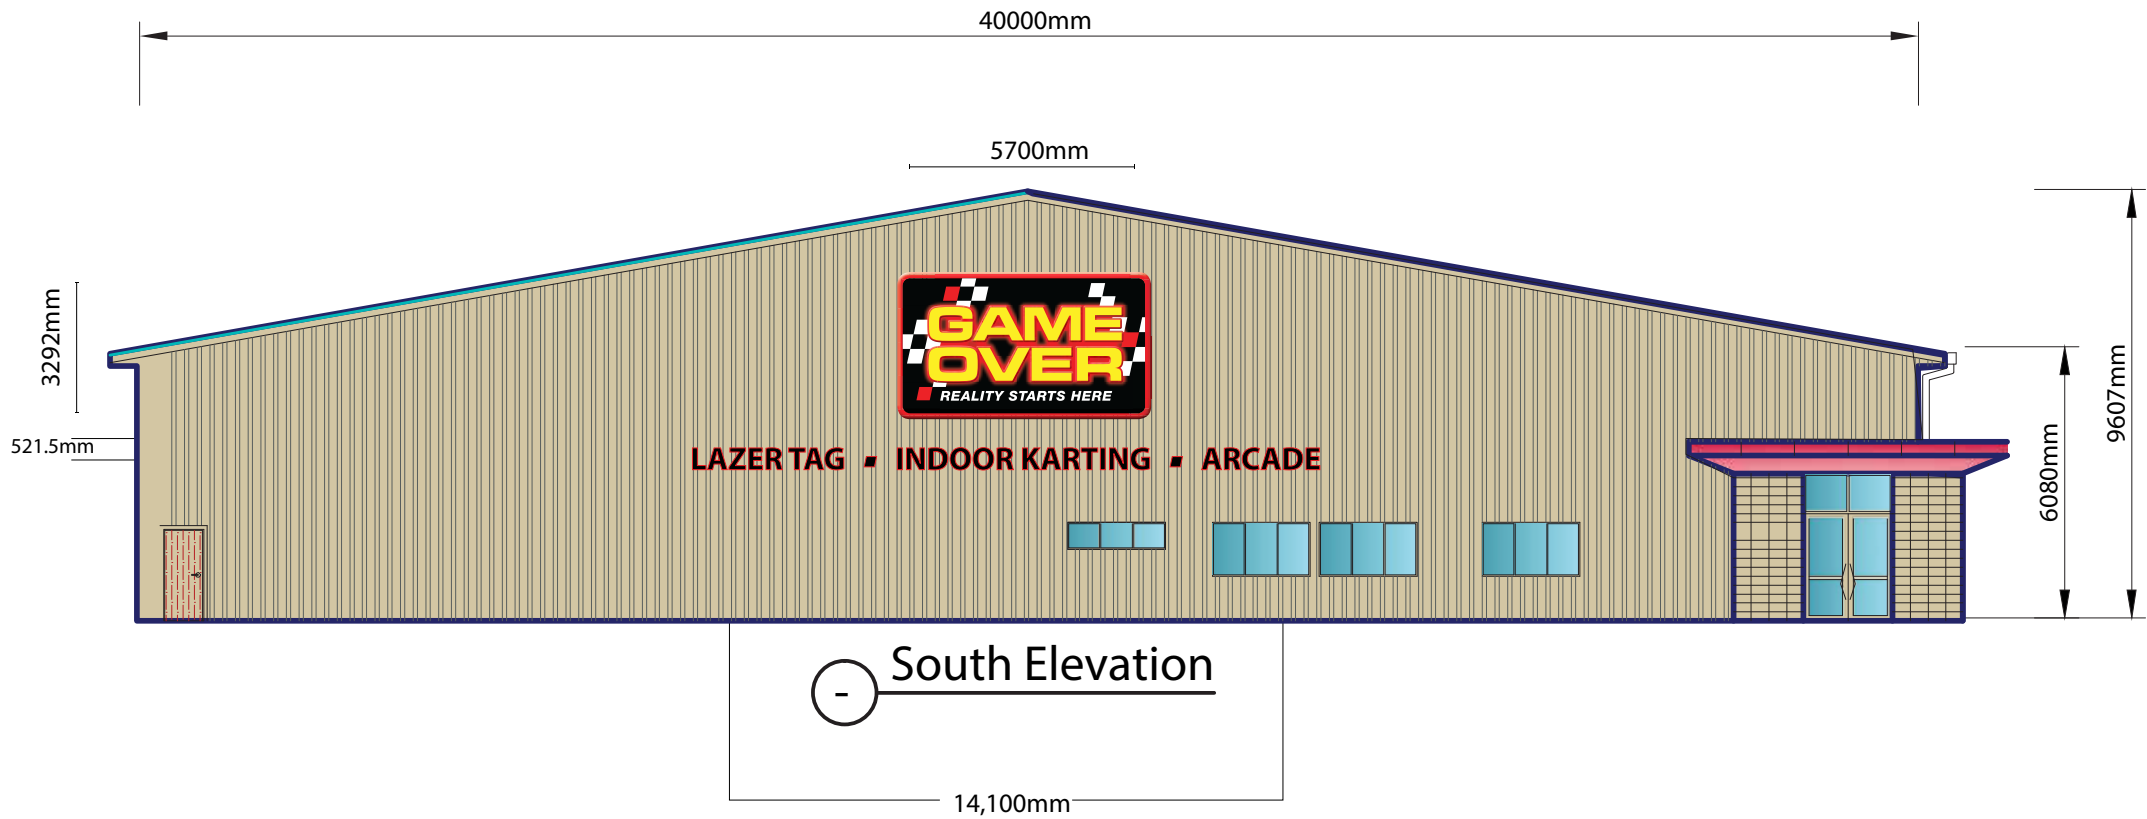 40000mm
5700mm
3292mm
521.5mm
GAME
OVER
REALITY STARTS HERE
LAZER TAG ▪ INDOOR KARTING ▪ ARCADE
6080mm
9607mm
- South Elevation
14,100mm